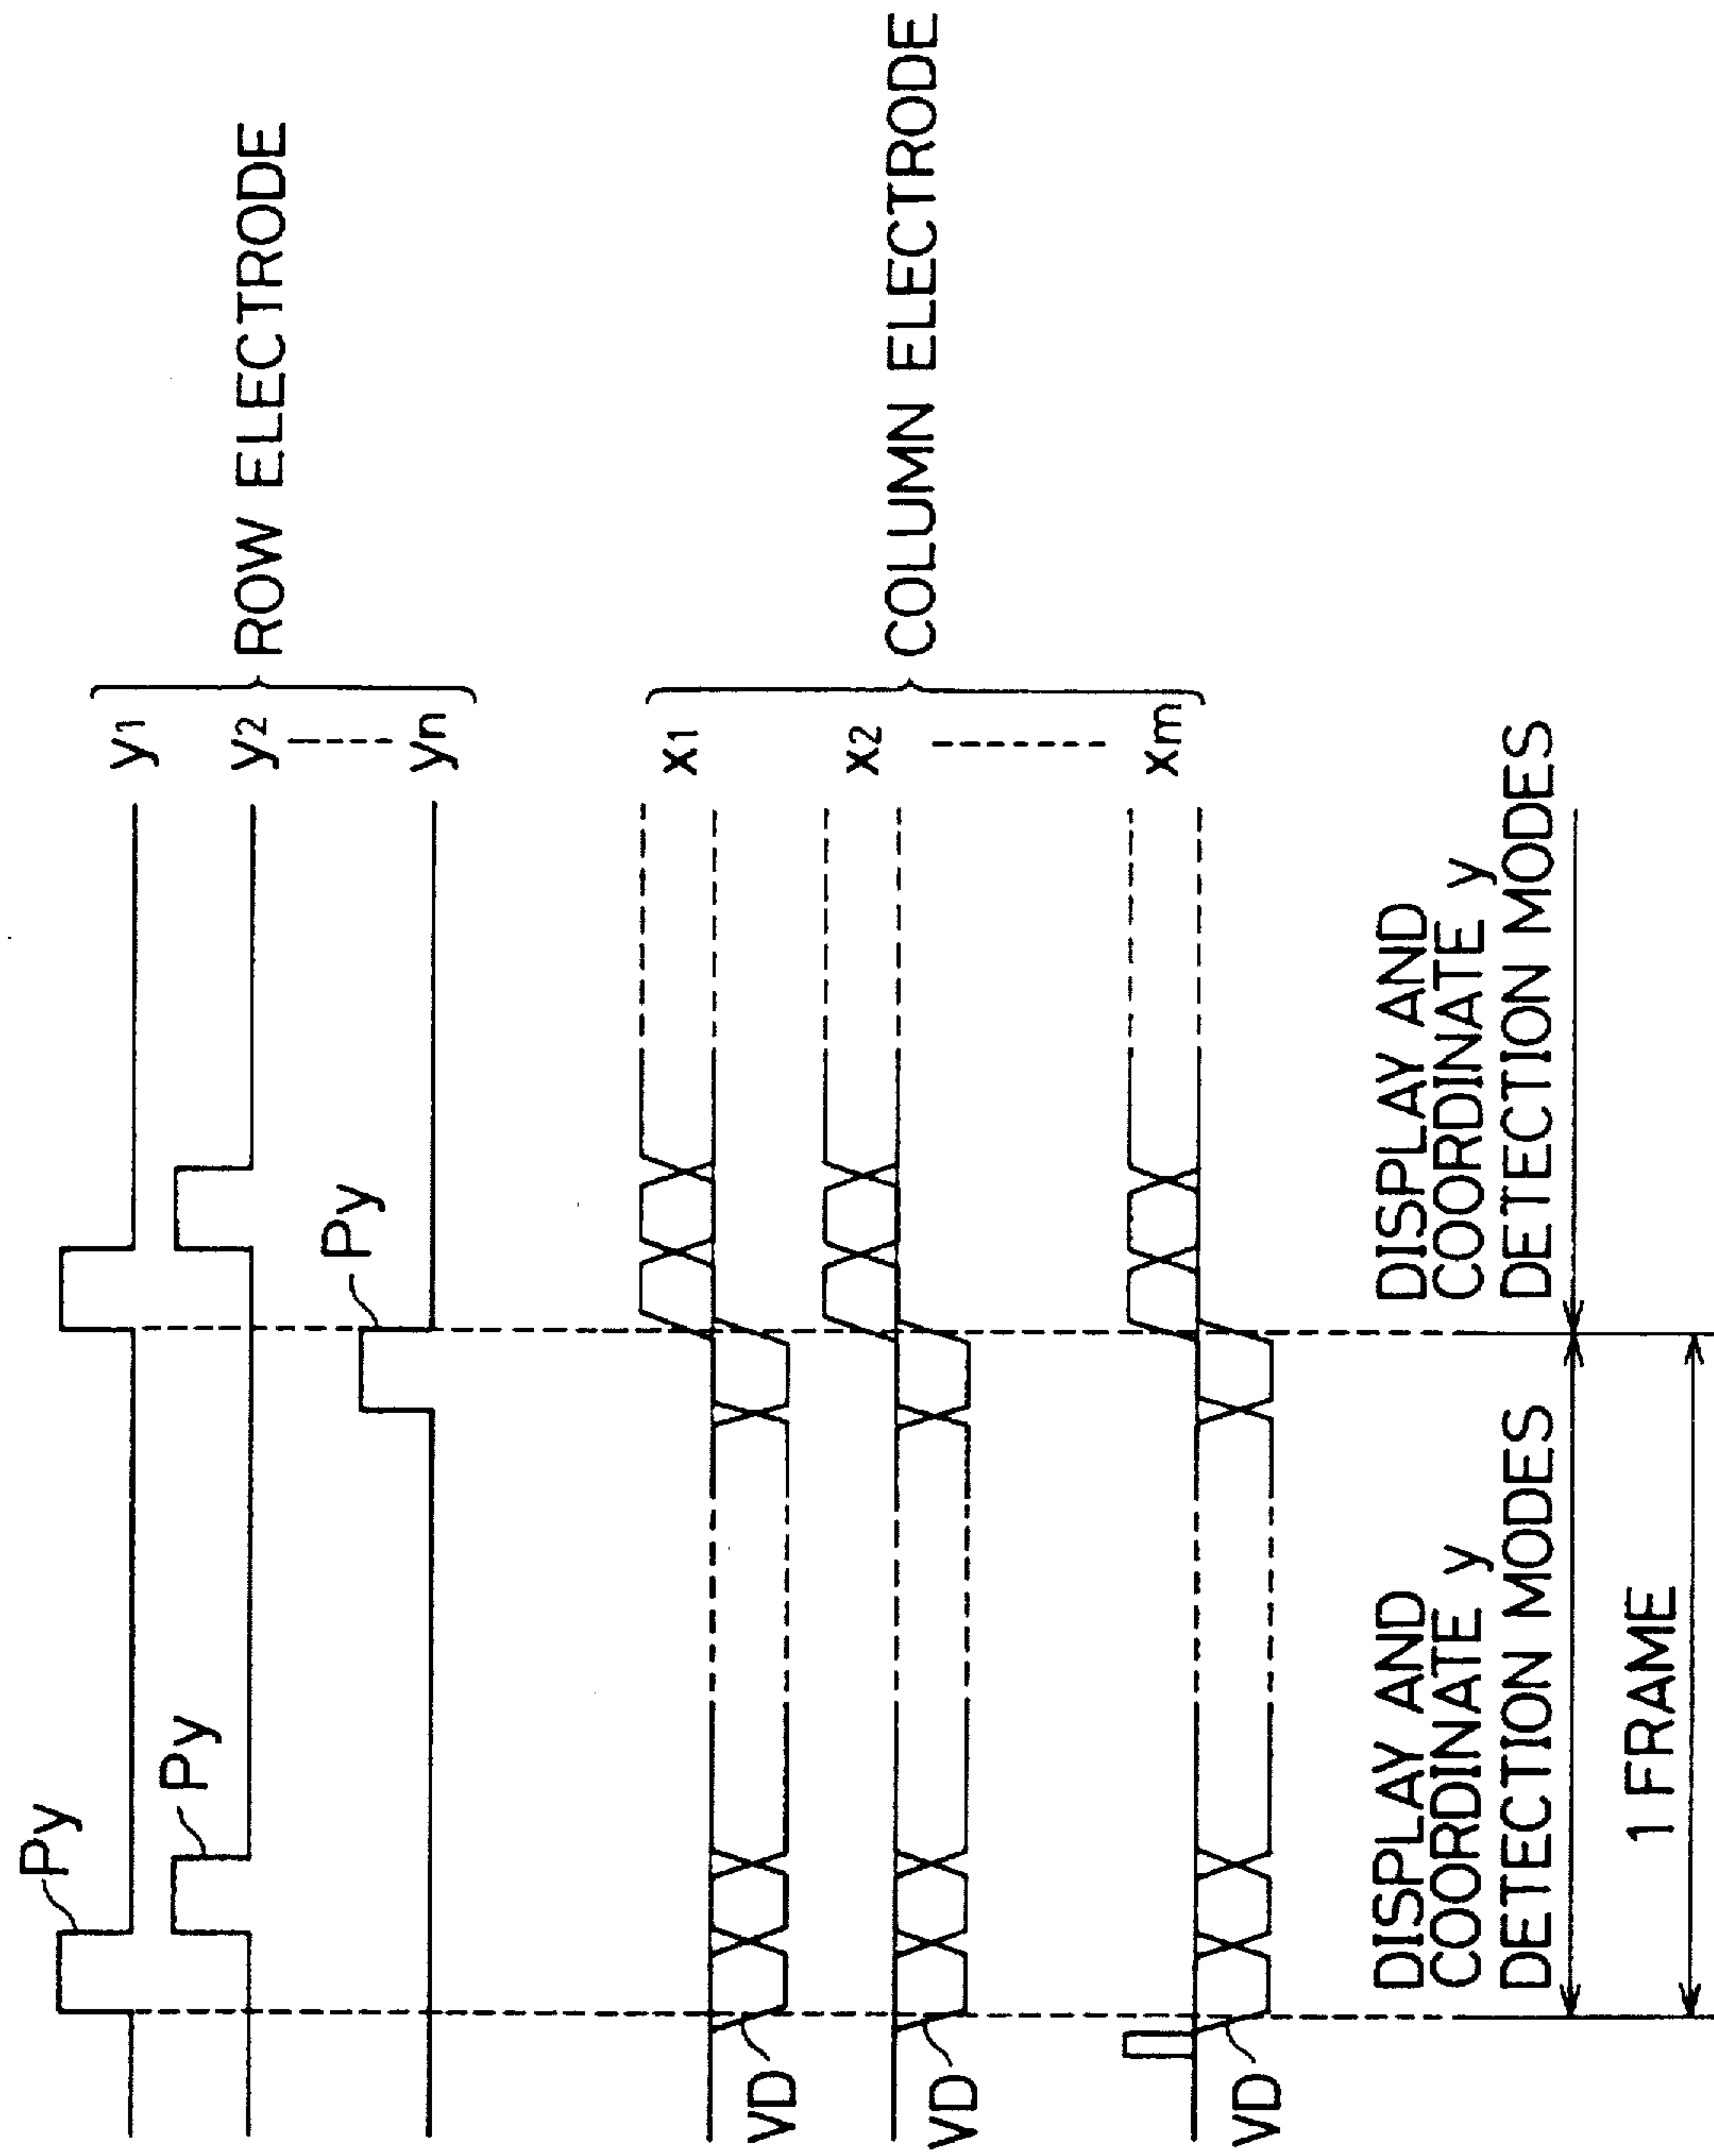 Py
y1
Py
y2
ROW ELECTRODE
Py
yn
VD
x1
VD
x2
COLUMN ELECTRODE
VD
xm
DISPLAY AND
COORDINATE y
DETECTION MODES
DISPLAY AND
COORDINATE y
DETECTION MODES
1 FRAME